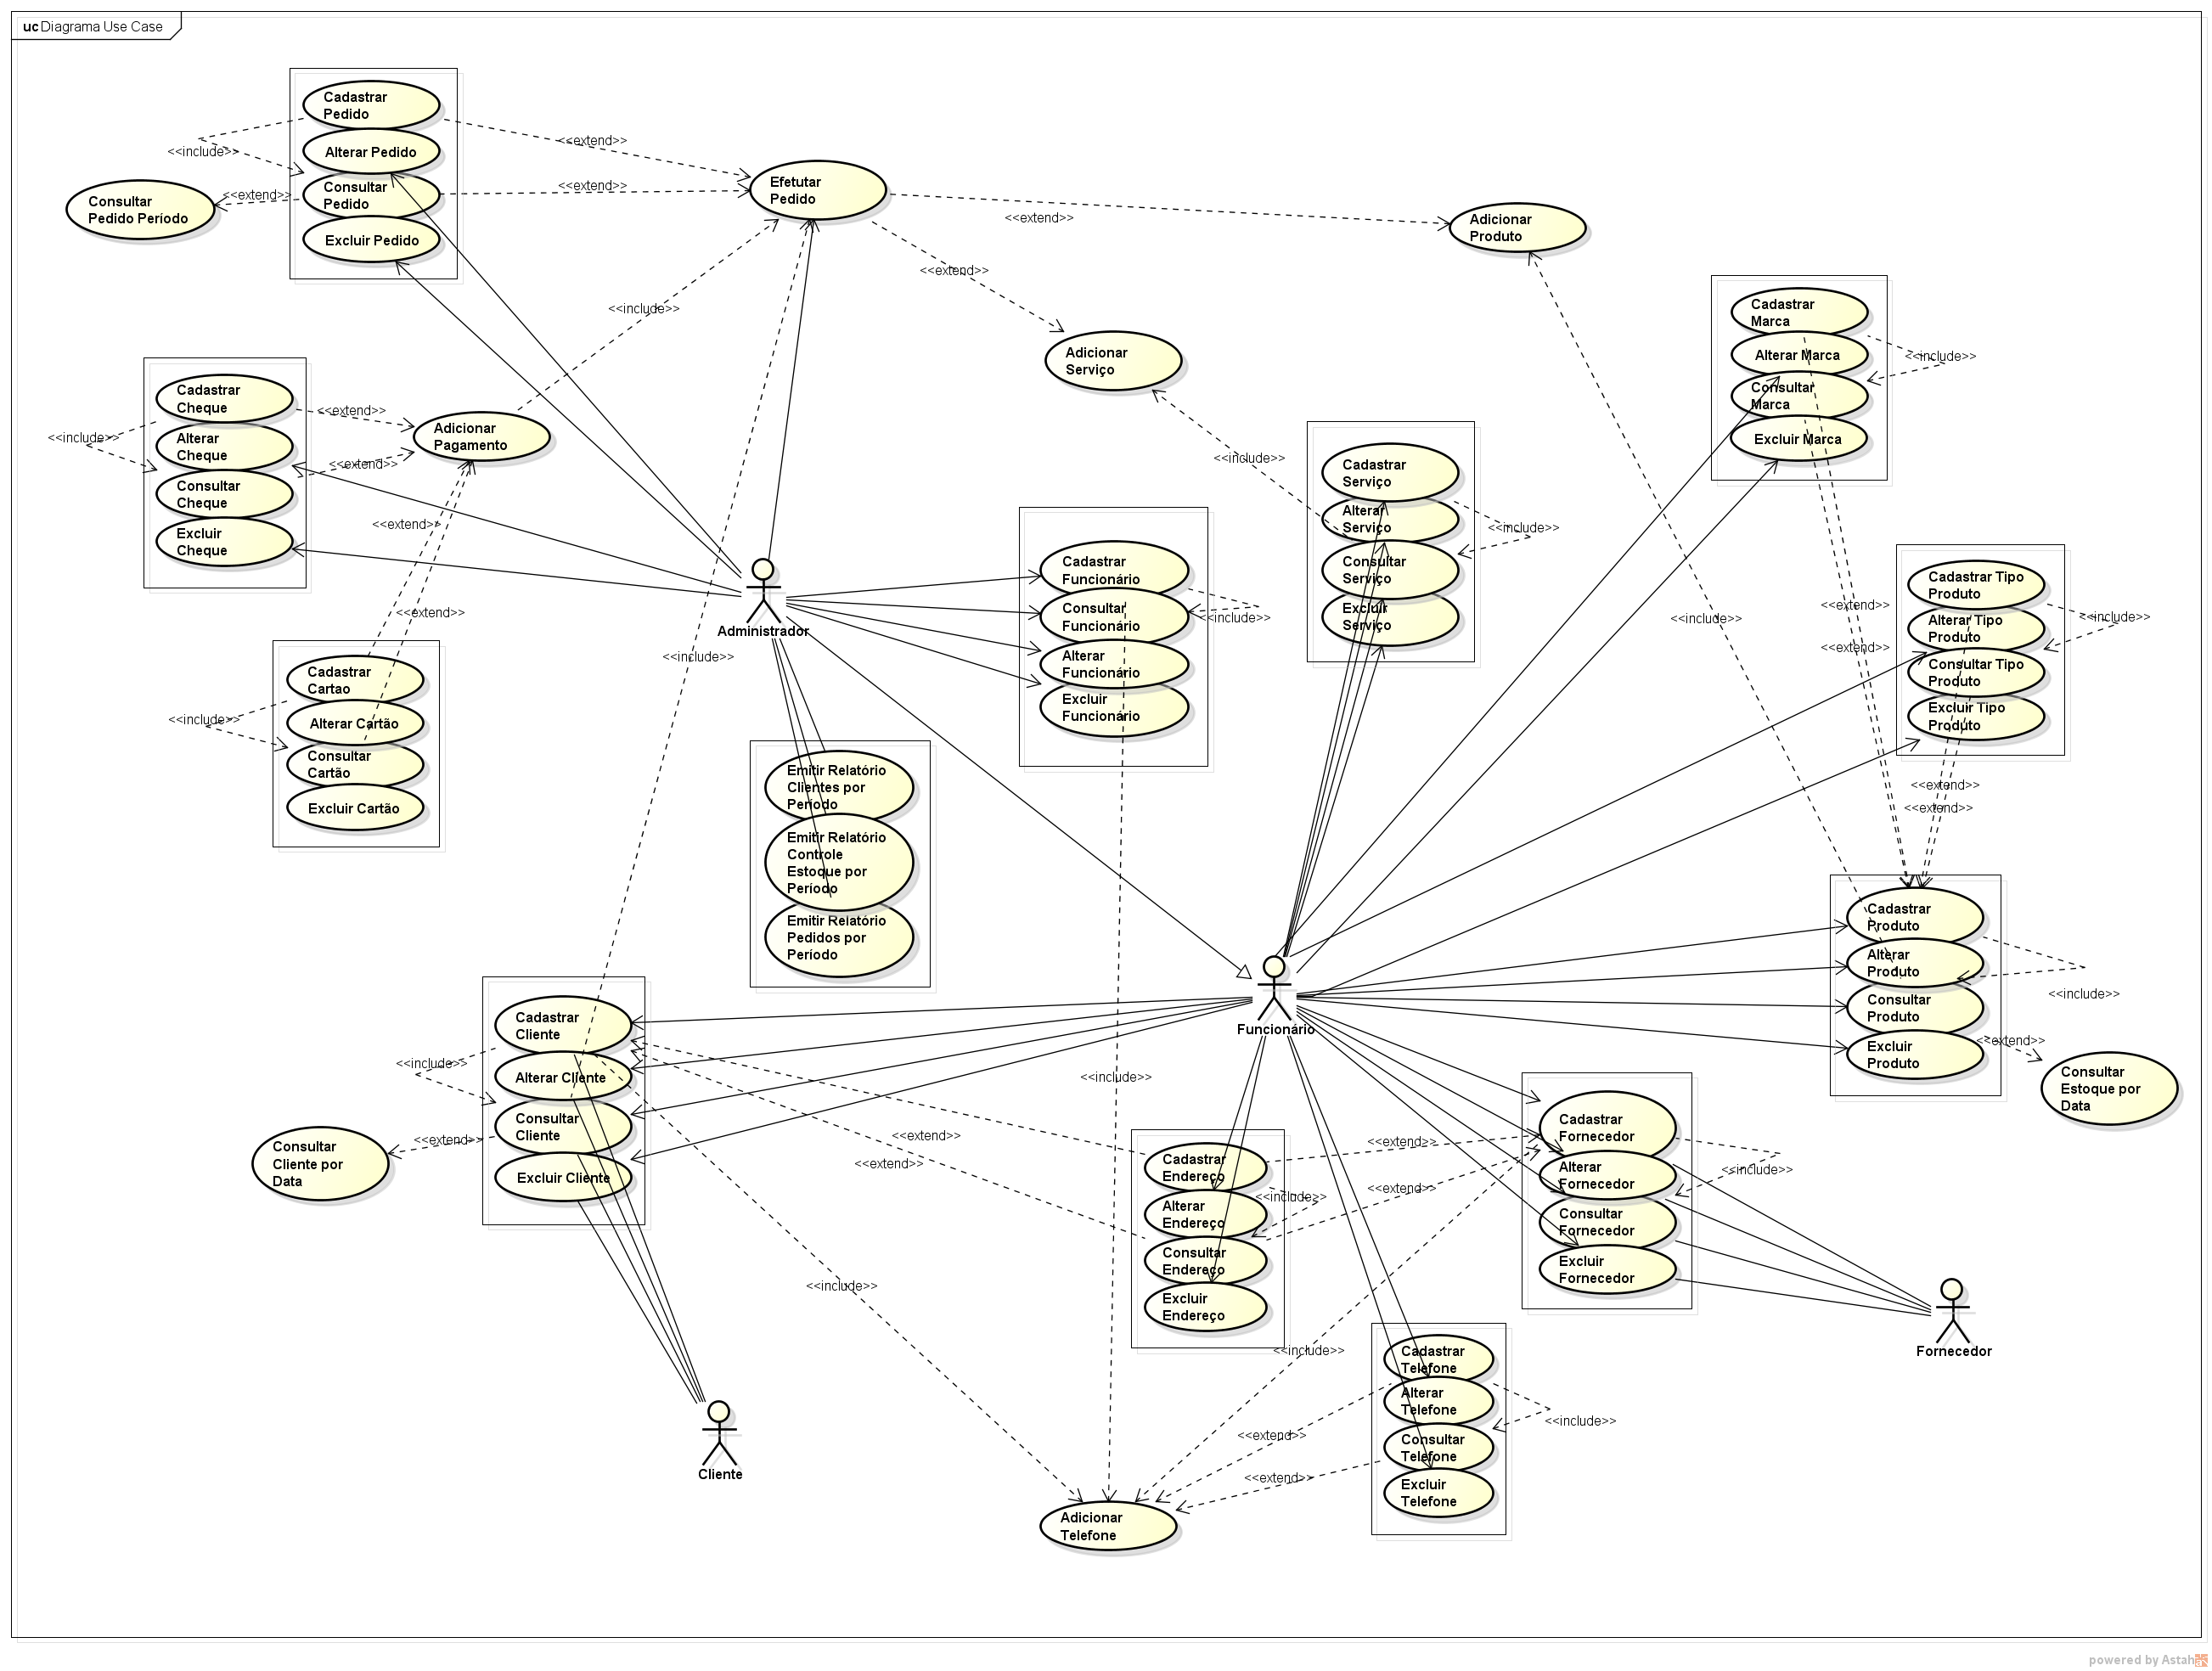 uc Diagrama Use Case
Cadastrar
Pedido
Alterar Pedido
Consultar
Pedido
Excluir Pedido
<<include>>
<<extend>>
Consultar
Pedido Período
<<extend>>
<<extend>>
Efetutar
Pedido
<<extend>>
Adicionar
Produto
<<extend>>
Adicionar
Serviço
<<include>>
Cadastrar
Marca
Alterar Marca
Consultar
Marca
Excluir Marca
<<include>>
Cadastrar
Cheque
Alterar
Cheque
Consultar
Cheque
Excluir
Cheque
<<include>>
<<extend>>
<<extend>>
Adicionar
Pagamento
<<extend>>
<<extend>>
<<include>>
Cadastrar
Serviço
Alterar
Serviço
Consultar
Serviço
Excluir
Serviço
<<include>>
Administrador
Cadastrar
Funcionário
Consultar
Funcionário
Alterar
Funcionário
Excluir
Funcionário
<<include>>
<<include>>
<<include>>
<<extend>>
<<extend>>
Cadastrar Tipo
Produto
Alterar Tipo
Produto
Consultar Tipo
Produto
Excluir Tipo
Produto
<<include>>
<<extend>>
<<extend>>
Cadastrar
Cartao
Alterar Cartão
Consultar
Cartão
Excluir Cartão
<<include>>
Emitir Relatório
Clientes por
Período
Emitir Relatório
Controle
Estoque por
Período
Emitir Relatório
Pedidos por
Período
Cadastrar
Produto
Alterar
Produto
Consultar
Produto
Excluir
Produto
<<include>>
<<extend>>
Consultar
Estoque por
Data
Funcionário
Cadastrar
Cliente
Alterar Cliente
Consultar
Cliente
Excluir Cliente
<<include>>
<<extend>>
Consultar
Cliente por
Data
<<include>>
<<extend>>
<<extend>>
Cadastrar
Endereço
Alterar
Endereço
Consultar
Endereço
Excluir
Endereço
<<include>>
<<extend>>
<<extend>>
Cadastrar
Fornecedor
Alterar
Fornecedor
Consultar
Fornecedor
Excluir
Fornecedor
<<include>>
Fornecedor
<<include>>
<<include>>
Cadastrar
Telefone
Alterar
Telefone
Consultar
Telefone
Excluir
Telefone
<<include>>
<<extend>>
<<extend>>
Cliente
Adicionar
Telefone
powered by Astah